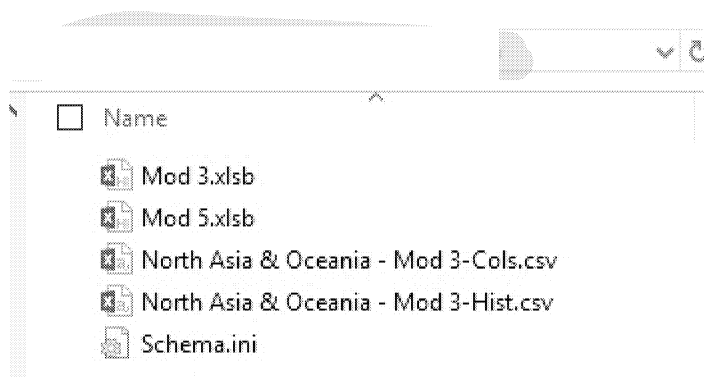 Name
Mod 3.xlsb
Mod 5.xlsb
North Asia & Oceania - Mod 3-Cols.csv
North Asia & Oceania - Mod 3-Hist.csv
Schema.ini